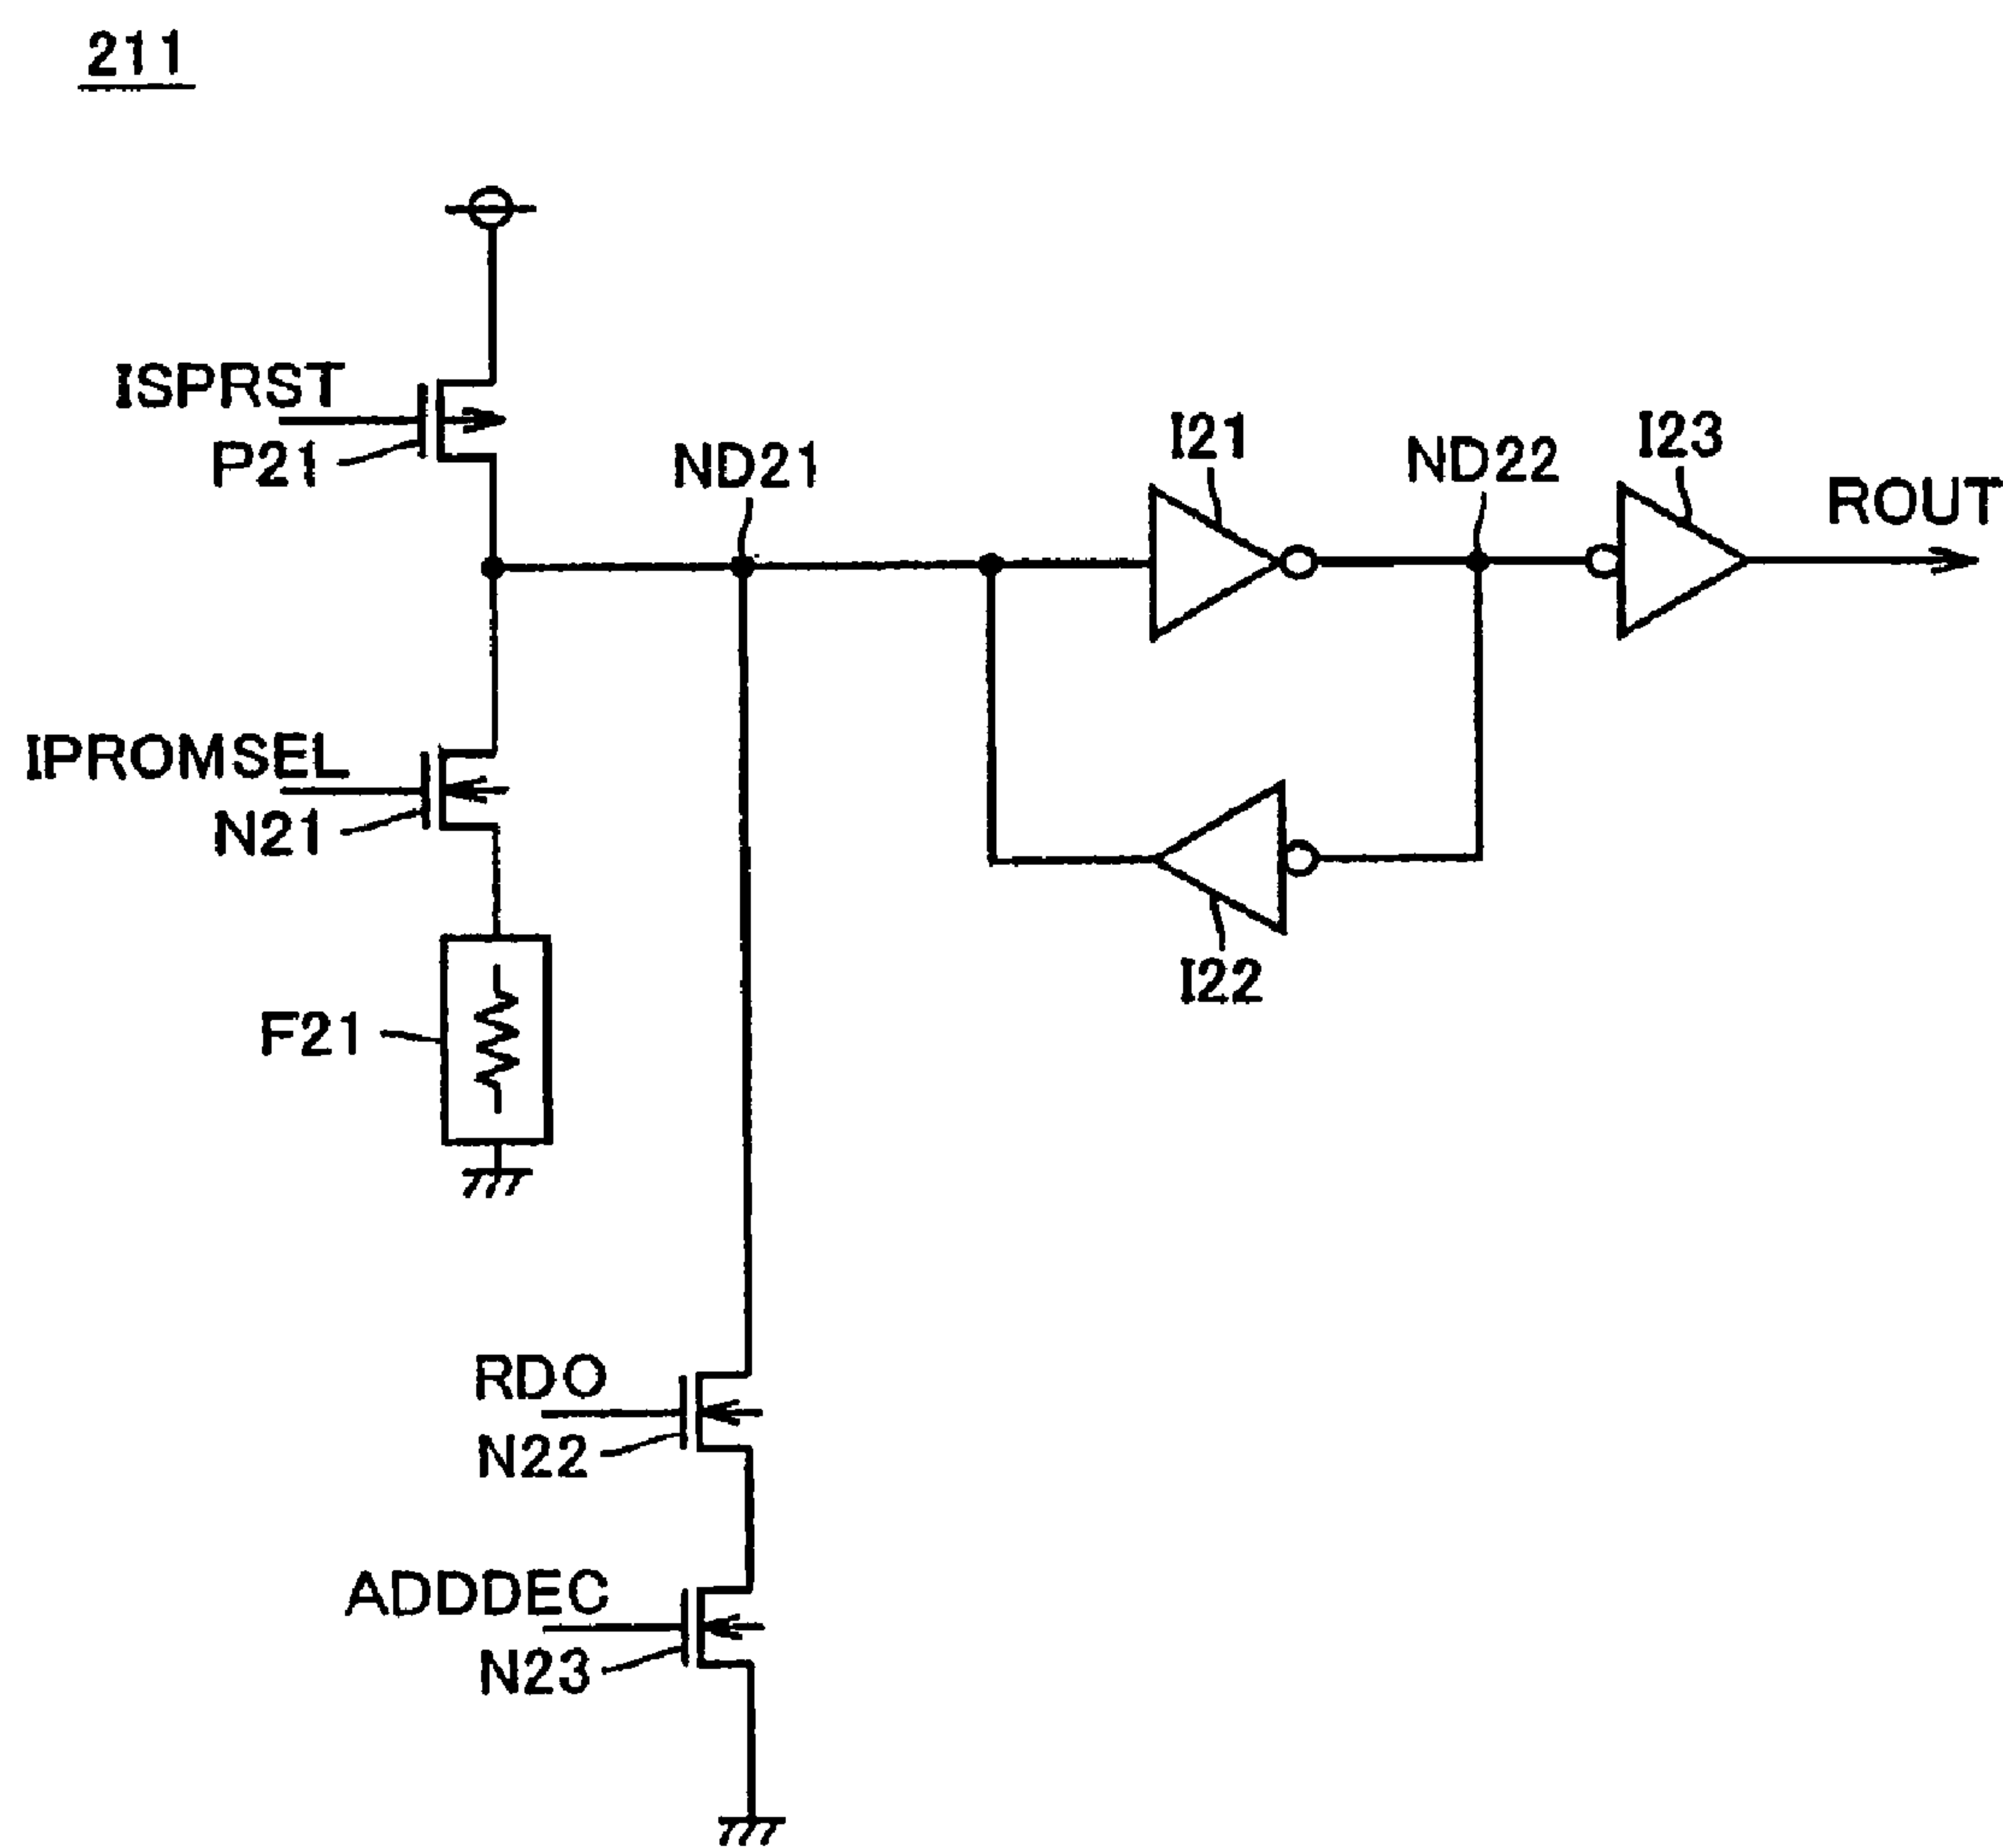 211
ISPRST
P21
ND21
I21
ND22
I23
ROUT
IPROMSEL
N21
I22
F21
RDO
N22
ADDDEC
N23